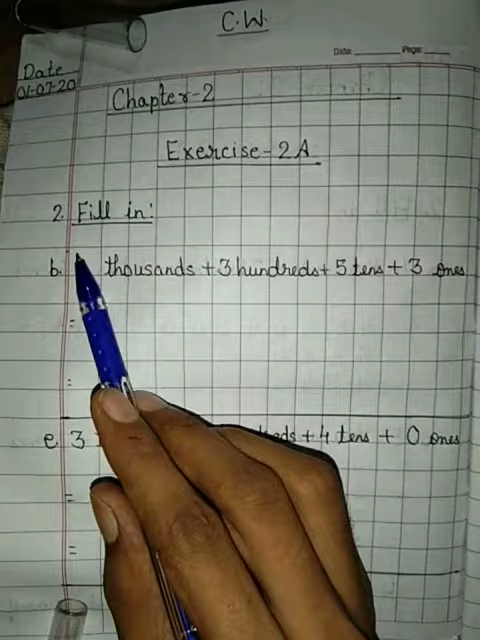 C.W.
Date: Page:
Date
01-07-20
Chapter-2
Exercise-2A
2. Fill in:
b. thousands + 3 hundreds + 5 tens + 3 ones
=
=
e. 3 + 4 tens + 0 ones
=
=